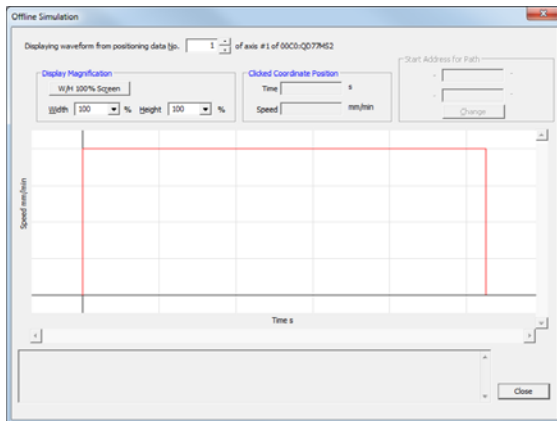 Offline Simulation
Displaying waveform from positioning data No. 1 of axis #1 of 00C0:QD77MS2
Display Magnification
W/H 100% Screen
Width 100 % Height 100 %
Clicked Coordinate Position
Time s
Speed mm/min
Start Address for Path
-
-
Change
Speed mm/min
Time s
Close